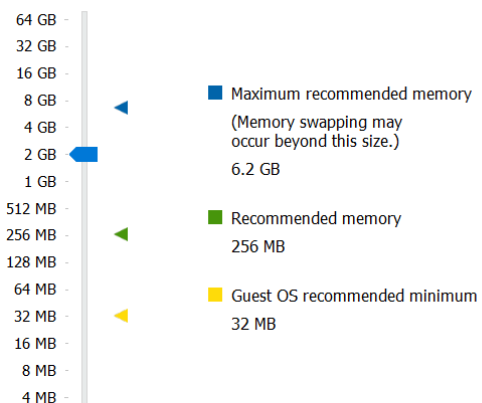 64 GB
32 GB
16 GB
8 GB
4 GB
2 GB
1 GB
512 MB
256 MB
128 MB
64 MB
32 MB
16 MB
8 MB
4 MB
Maximum recommended memory
(Memory swapping may
occur beyond this size.)
6.2 GB
Recommended memory
256 MB
Guest OS recommended minimum
32 MB